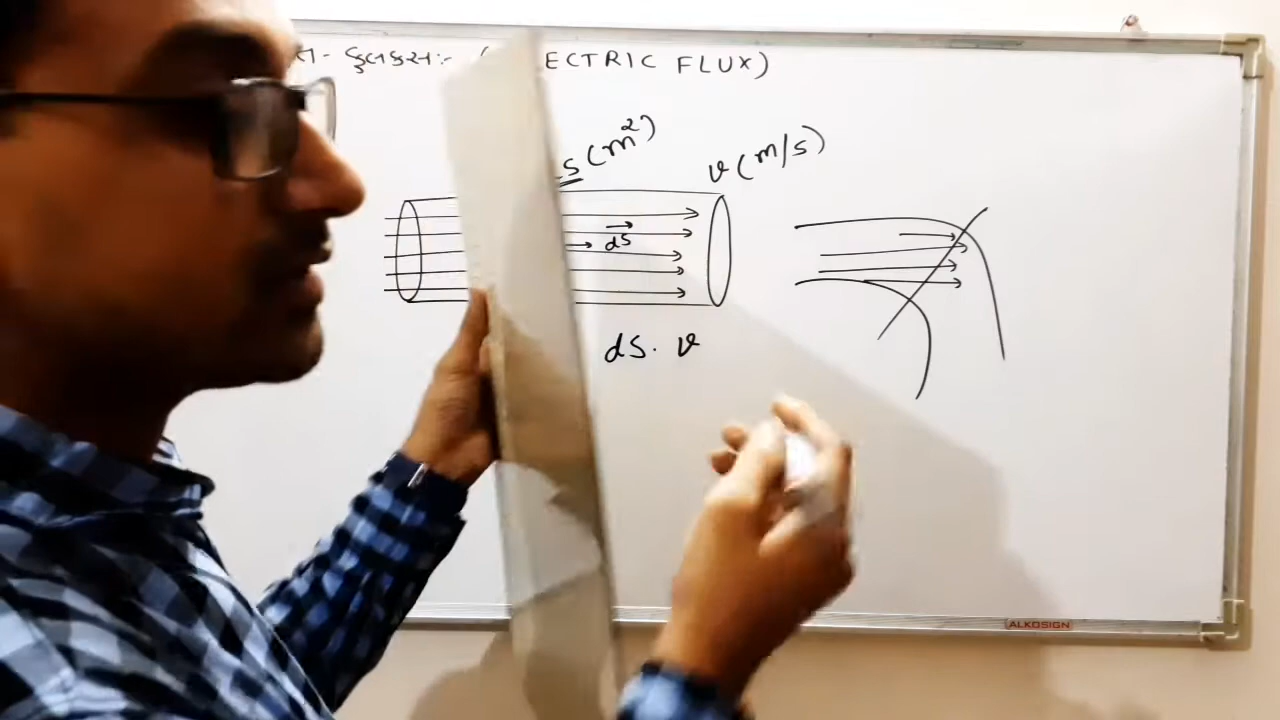 ECTRIC FLUX)
S (m²)
v (m/s)
dS
dS. v
ALKOSIGN